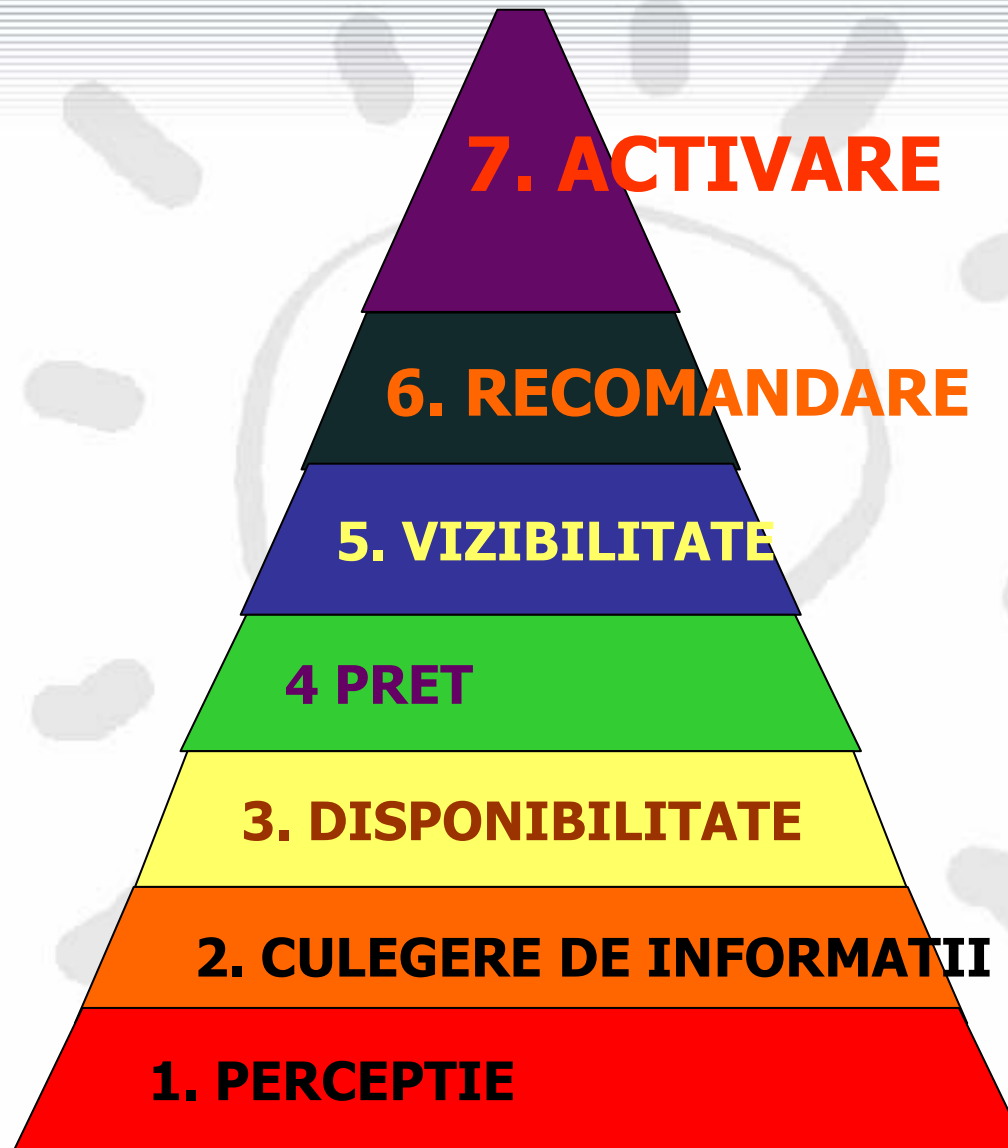 7. ACTIVARE
6. RECOMANDARE
5. VIZIBILITATE
4 PRET
3. DISPONIBILITATE
2. CULEGERE DE INFORMATII
1. PERCEPTIE